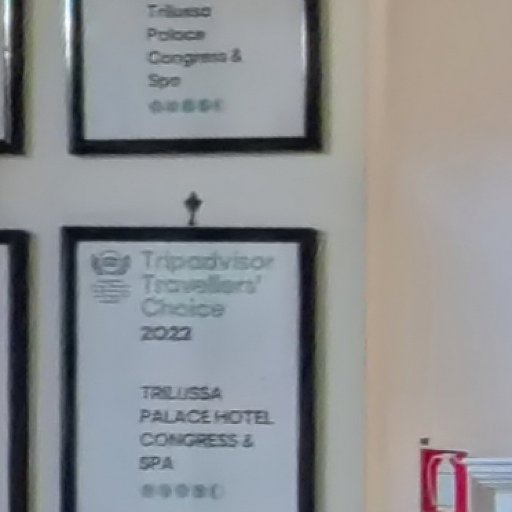 Trilussa
Palace
Congress &
Spa
Tripadvisor
Travellers'
Choice
2022
TRILUSSA
PALACE HOTEL
CONGRESS &
SPA